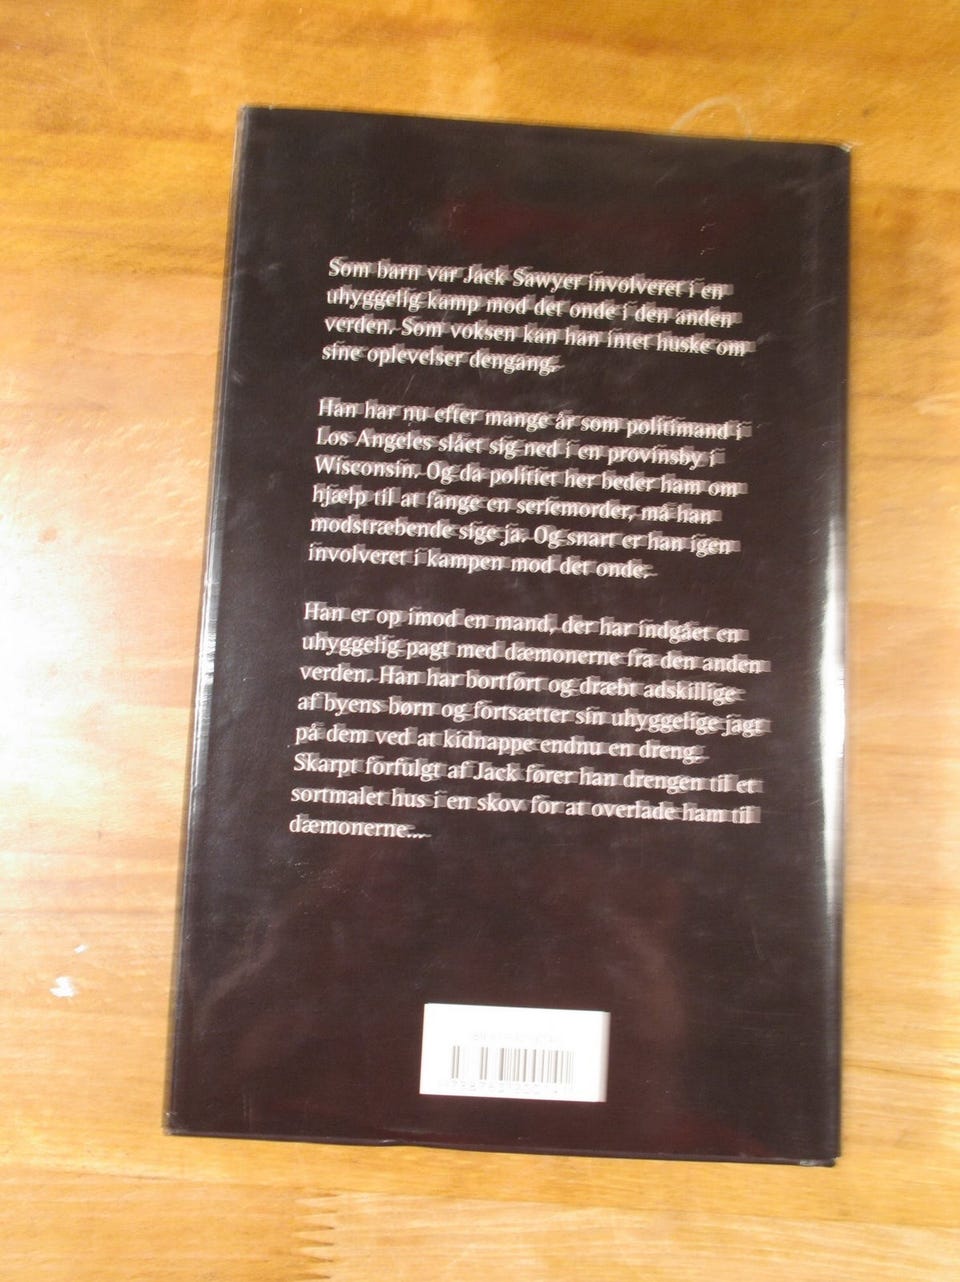 Som barn var Jack Sawyer involveret i en
uhyggelig kamp mod det onde i den anden
verden. Som voksen kan han intet huske om
sine oplevelser dengang.
Han har nu efter mange år som politimand i
Los Angeles slået sig ned i en provinsby i
Wisconsin. Og da politiet her beder ham om
hjælp til at fange en seriemorder, må han
modstræbende sige ja. Og snart er han igen
involveret i kampen mod det onde.
Han er op imod en mand, der har indgået en
uhyggelig pagt med dæmonerne fra den anden
verden. Han har bortført og dræbt adskillige
af byens børn og fortsætter sin uhyggelige jagt
på dem ved at kidnappe endnu en dreng.
Skarpt forfulgt af Jack fører han drengen til et
sortmalet hus i en skov for at overlade ham til
dæmonerne...